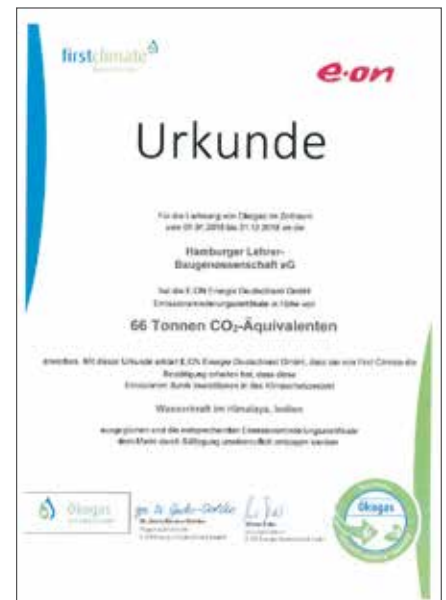 firstclimate
e·on
Urkunde
Für die Lieferung von Ökogas im Zeitraum
vom 01.01.2018 bis 31.12.2018 an die
Hamburger Lehrer-
Baugenossenschaft eG
hat die E.ON Energie Deutschland GmbH
Emissionsminderungszertifikate in Höhe von
66 Tonnen CO₂-Äquivalenten
erworben. Mit dieser Urkunde erklärt E.ON Energie Deutschland GmbH, dass sie von First Climate die
Bestätigung erhalten hat, dass diese
Emissionen durch Investitionen in das Klimaschutzprojekt
Wasserkraft im Himalaya, Indien
ausgeglichen und die entsprechenden Emissionsminderungszertifikate
dem Markt durch Stilllegung unwiderruflich entzogen wurden
Ökogas
Ökogas